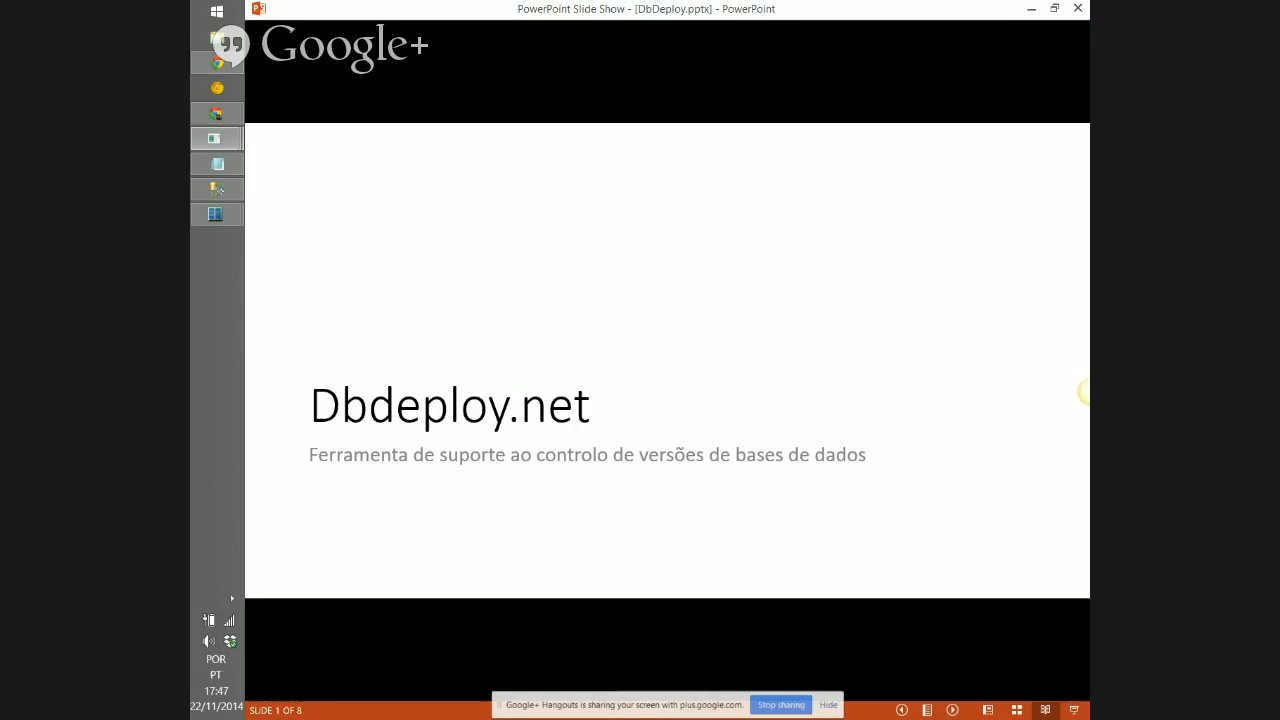 PowerPoint Slide Show - [DbDeploy.pptx] - PowerPoint
Google+
Dbdeploy.net
Ferramenta de suporte ao controlo de versões de bases de dados
POR
PT
17:47
22/11/2014
SLIDE 1 OF 8
Google+ Hangouts is sharing your screen with plus.google.com.
Stop sharing
Hide